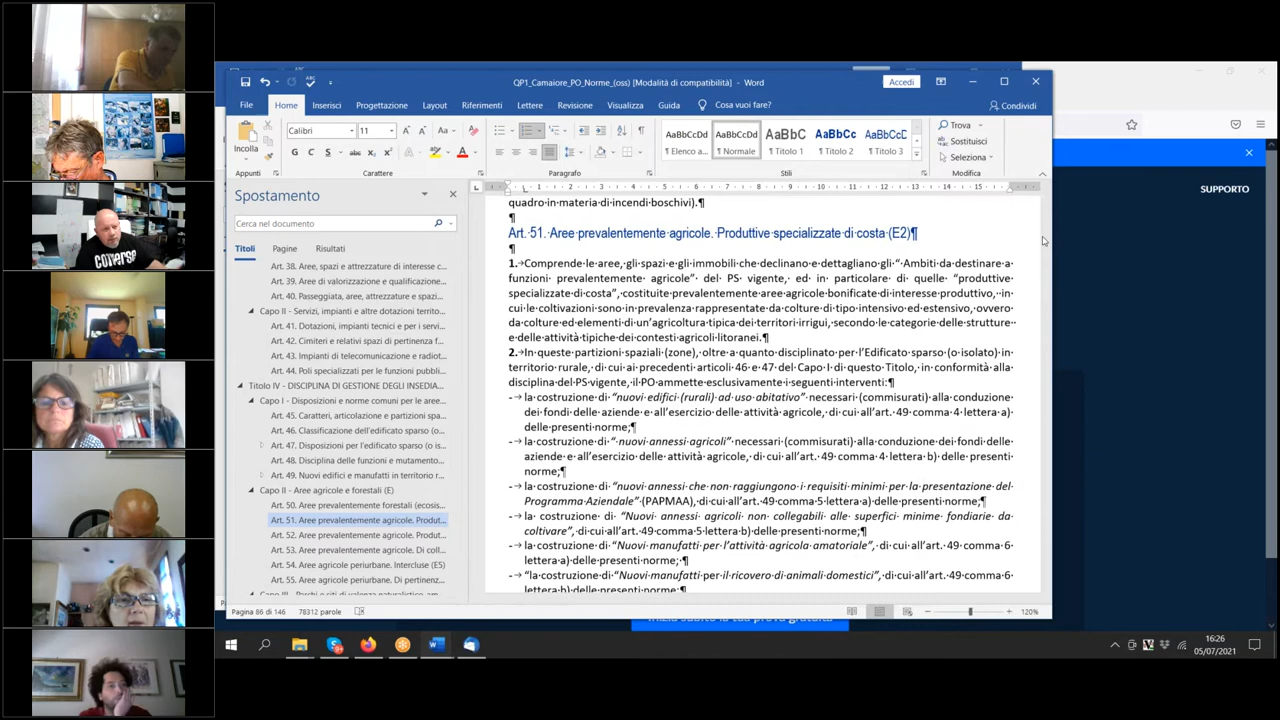 QP1_Camaiore_PO_Norme_(oss) [Modalità di compatibilità] - Word
Accedi
File Home Inserisci Progettazione Layout Riferimenti Lettere Revisione Visualizza Guida Cosa vuoi fare? Condividi
Incolla
Calibri 11
AaBbCcDd AaBbCcDd AaBbC AaBbCc AaBbCcD
¶ Elenco a... ¶ Normale ¶ Titolo 1 ¶ Titolo 2 ¶ Titolo 3
Trova
Sostituisci
Seleziona
Appunti Carattere Paragrafo Stili Modifica
SUPPORTO
Spostamento
Cerca nel documento
Titoli Pagine Risultati
Art. 38. Aree, spazi e attrezzature di interesse c...
Art. 39. Aree di valorizzazione e qualificazione...
Art. 40. Passeggiata, aree, attrezzature e spazi...
Capo II - Servizi, impianti e altre dotazioni territo...
Art. 41. Dotazioni, impianti tecnici e per i servi...
Art. 42. Cimiteri e relativi spazi di pertinenza f...
Art. 43. Impianti di telecomunicazione e radiot...
Art. 44. Poli specializzati per le funzioni pubbli...
Titolo IV - DISCIPLINA DI GESTIONE DEGLI INSEDIA...
Capo I - Disposizioni e norme comuni per le aree...
Art. 45. Caratteri, articolazione e partizioni spa...
Art. 46. Classificazione dell'edificato sparso (o ...
Art. 47. Disposizioni per l'edificato sparso (o is...
Art. 48. Disciplina delle funzioni e mutamento...
Art. 49. Nuovi edifici e manufatti in territorio r...
Capo II - Aree agricole e forestali (E)
Art. 50. Aree prevalentemente forestali (ecosis...
Art. 51. Aree prevalentemente agricole. Produt...
Art. 52. Aree prevalentemente agricole. Produt...
Art. 53. Aree prevalentemente agricole. Di coll...
Art. 54. Aree agricole periurbane. Intercluse (E5)
Art. 55. Aree agricole periurbane. Di pertinenz...
Capo III - Parchi e siti di valenza naturalistico-am...
quadro in materia di incendi boschivi).¶
¶
Art. 51. Aree prevalentemente agricole. Produttive specializzate di costa (E2)¶
¶
1. Comprende le aree, gli spazi e gli immobili che declinano e dettagliano gli “ Ambiti da destinare a
funzioni prevalentemente agricole” del PS vigente, ed in particolare di quelle “produttive
specializzate di costa”, costituite prevalentemente aree agricole bonificate di interesse produttivo, in
cui le coltivazioni sono in prevalenza rappresentate da colture di tipo intensivo ed estensivo, ovvero
da colture ed elementi di un’agricoltura tipica dei territori irrigui, secondo le categorie delle strutture
e delle attività tipiche dei contesti agricoli litoranei.¶
2. In queste partizioni spaziali (zone), oltre a quanto disciplinato per l’Edificato sparso (o isolato) in
territorio rurale, di cui ai precedenti articoli 46 e 47 del Capo I di questo Titolo, in conformità alla
disciplina del PS vigente, il PO ammette esclusivamente i seguenti interventi:¶
- la costruzione di “nuovi edifici (rurali) ad uso abitativo” necessari (commisurati) alla conduzione
dei fondi delle aziende e all’esercizio delle attività agricole, di cui all’art. 49 comma 4 lettera a)
delle presenti norme;¶
- la costruzione di “ nuovi annessi agricoli” necessari (commisurati) alla conduzione dei fondi delle
aziende e all’esercizio delle attività agricole, di cui all’art. 49 comma 4 lettera b) delle presenti
norme;¶
- la costruzione di “nuovi annessi che non raggiungono i requisiti minimi per la presentazione del
Programma Aziendale” (PAPMAA), di cui all’art. 49 comma 5 lettera a) delle presenti norme;¶
- la costruzione di “Nuovi annessi agricoli non collegabili alle superfici minime fondiarie da
coltivare”, di cui all’art. 49 comma 5 lettera b) delle presenti norme;¶
- la costruzione di “Nuovi manufatti per l’attività agricola amatoriale”, di cui all’art. 49 comma 6
lettera a) delle presenti norme; ¶
- “la costruzione di “Nuovi manufatti per il ricovero di animali domestici”, di cui all’art. 49 comma 6
lettera b) delle presenti norme.¶
Pagina 86 di 146 78312 parole 120%
Inizia subito la tua prova gratuita
16:26
05/07/2021
CONVERSE